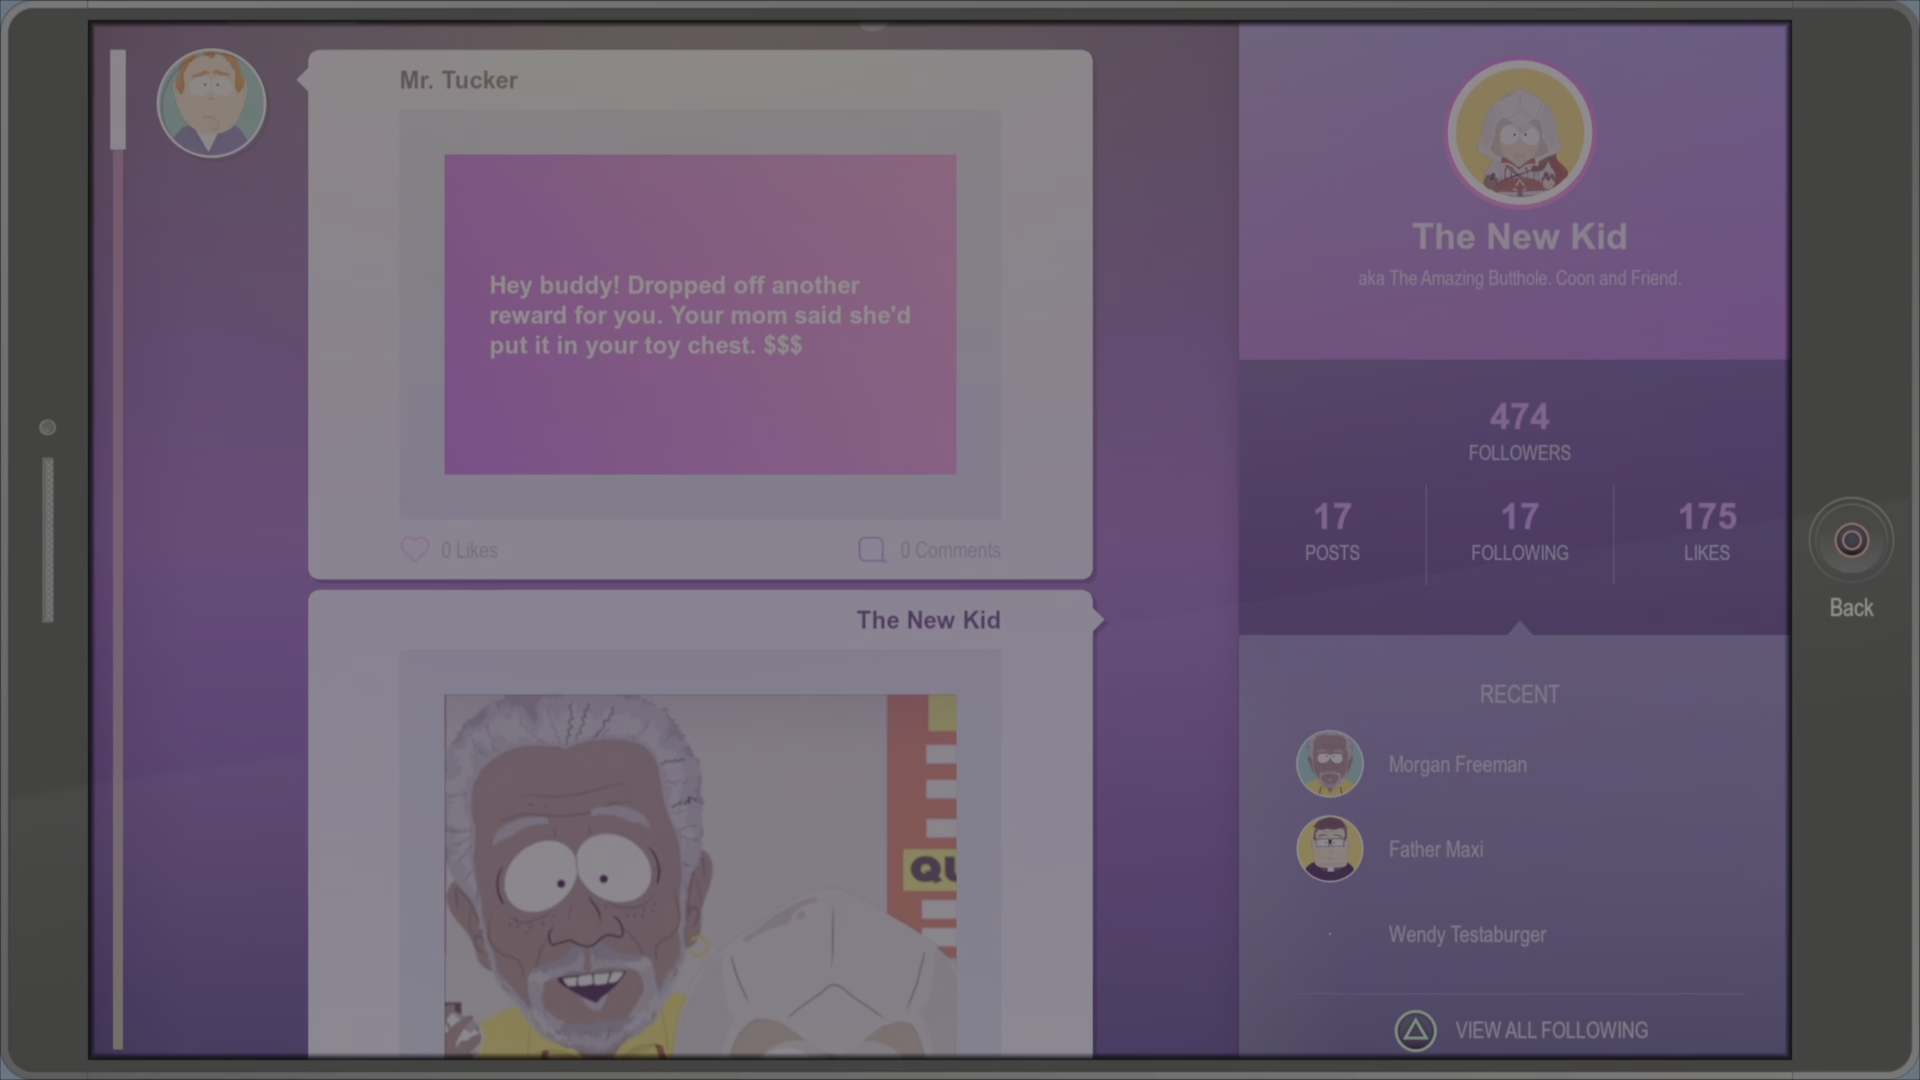 Mr. Tucker
Hey buddy! Dropped off another
reward for you. Your mom said she'd
put it in your toy chest. $$$
0 Likes
0 Comments
The New Kid
QU
The New Kid
aka The Amazing Butthole. Coon and Friend.
474
FOLLOWERS
17
POSTS
17
FOLLOWING
175
LIKES
RECENT
Morgan Freeman
Father Maxi
Wendy Testaburger
VIEW ALL FOLLOWING
Back